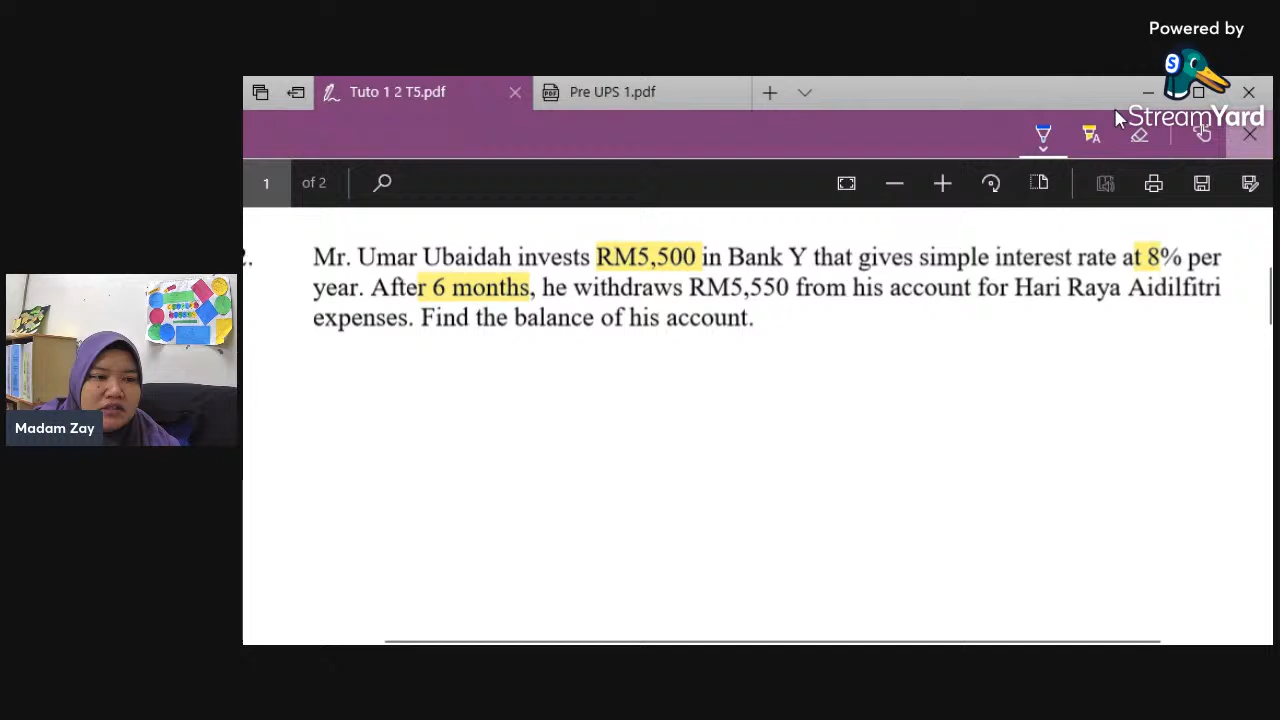 Powered by
StreamYard
Tuto 1 2 T5.pdf
Pre UPS 1.pdf
1 of 2
2. Mr. Umar Ubaidah invests RM5,500 in Bank Y that gives simple interest rate at 8% per
year. After 6 months, he withdraws RM5,550 from his account for Hari Raya Aidilfitri
expenses. Find the balance of his account.
Madam Zay